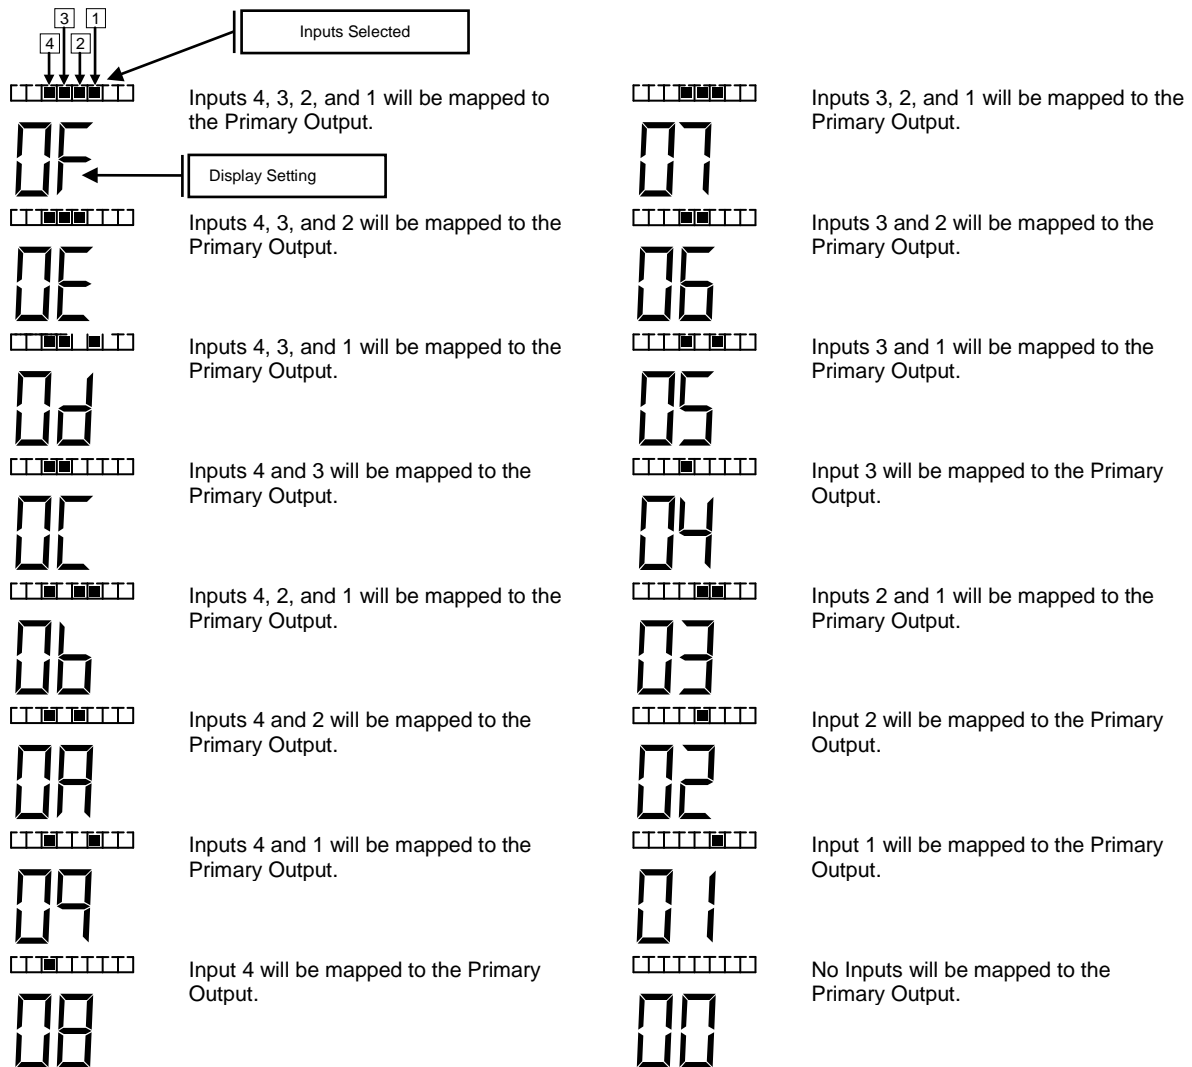 3 1
4 2
Inputs Selected
Inputs 4, 3, 2, and 1 will be mapped to
the Primary Output.
0F
Display Setting
Inputs 4, 3, and 2 will be mapped to the
Primary Output.
0E
Inputs 4, 3, and 1 will be mapped to the
Primary Output.
0d
Inputs 4 and 3 will be mapped to the
Primary Output.
0C
Inputs 4, 2, and 1 will be mapped to the
Primary Output.
0b
Inputs 4 and 2 will be mapped to the
Primary Output.
0A
Inputs 4 and 1 will be mapped to the
Primary Output.
09
Input 4 will be mapped to the Primary
Output.
08
Inputs 3, 2, and 1 will be mapped to the
Primary Output.
07
Inputs 3 and 2 will be mapped to the
Primary Output.
06
Inputs 3 and 1 will be mapped to the
Primary Output.
05
Input 3 will be mapped to the Primary
Output.
04
Inputs 2 and 1 will be mapped to the
Primary Output.
03
Input 2 will be mapped to the Primary
Output.
02
Input 1 will be mapped to the Primary
Output.
01
No Inputs will be mapped to the
Primary Output.
00